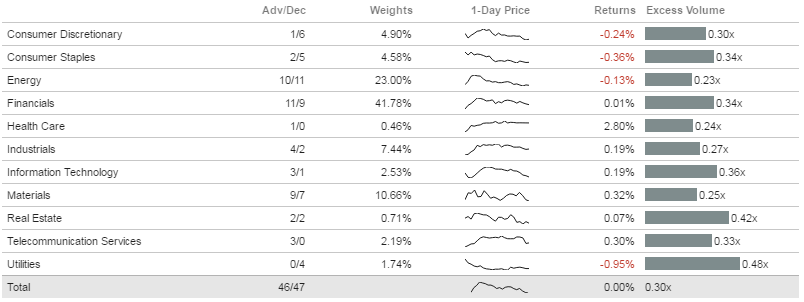 Adv/Dec Weights 1-Day Price Returns Excess Volume
Consumer Discretionary 1/6 4.90% -0.24% 0.30x
Consumer Staples 2/5 4.58% -0.36% 0.34x
Energy 10/11 23.00% -0.13% 0.23x
Financials 11/9 41.78% 0.01% 0.34x
Health Care 1/0 0.46% 2.80% 0.24x
Industrials 4/2 7.44% 0.19% 0.27x
Information Technology 3/1 2.53% 0.19% 0.36x
Materials 9/7 10.66% 0.32% 0.25x
Real Estate 2/2 0.71% 0.07% 0.42x
Telecommunication Services 3/0 2.19% 0.30% 0.33x
Utilities 0/4 1.74% -0.95% 0.48x
Total 46/47 0.00% 0.30x